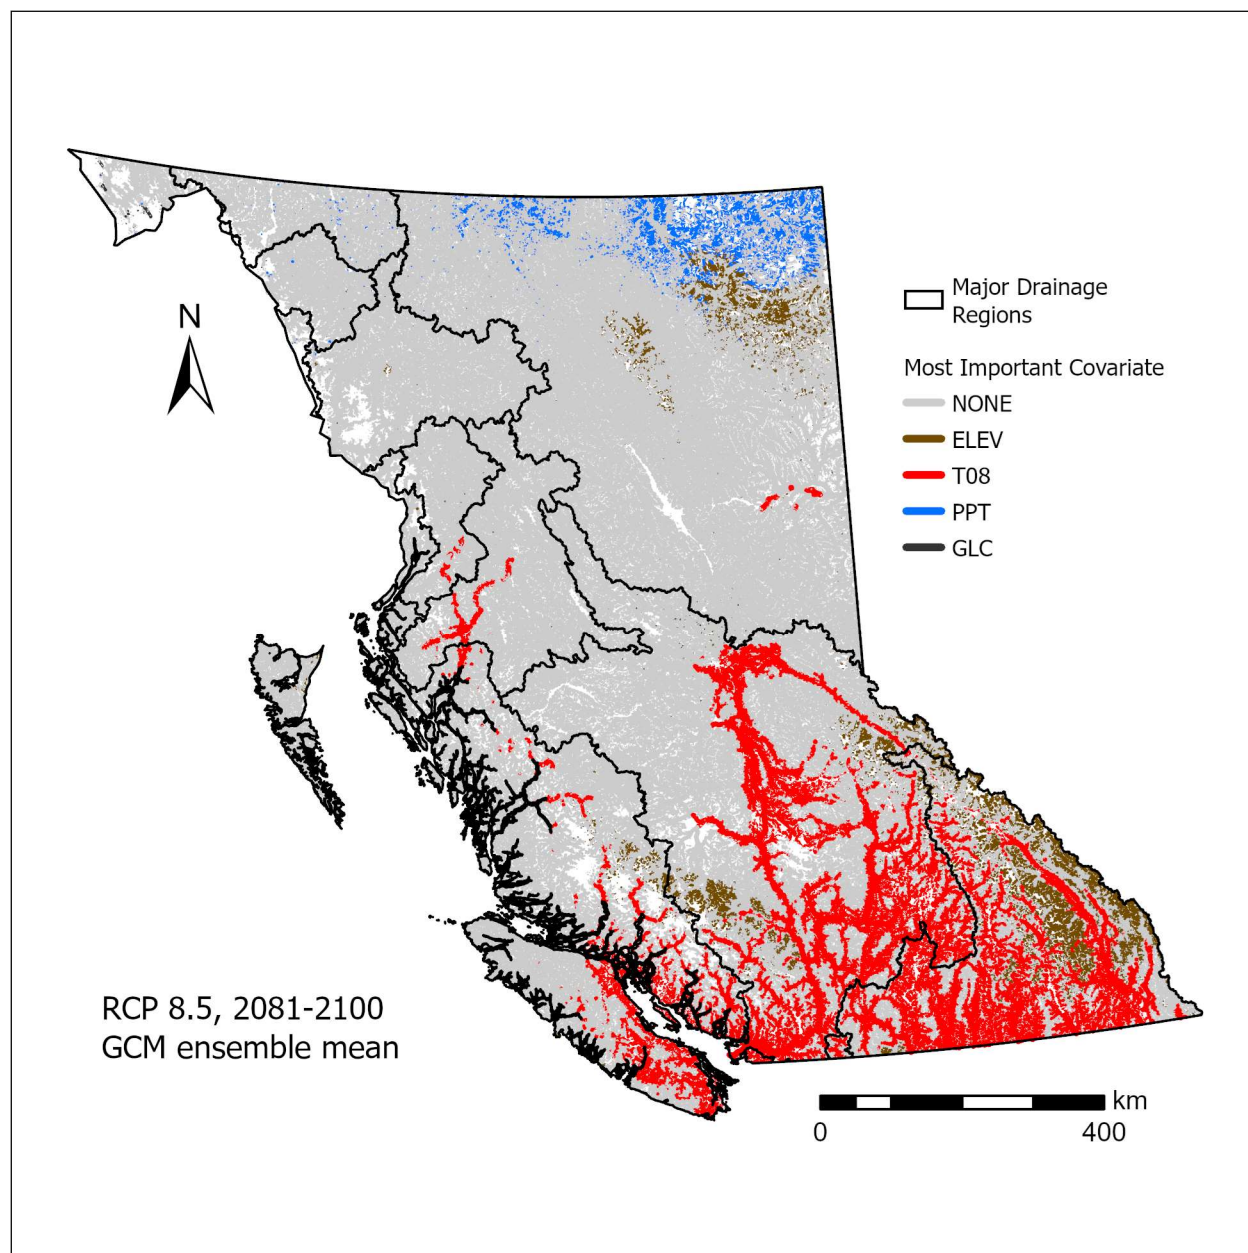 N
Major Drainage
Regions
Most Important Covariate
NONE
ELEV
T08
PPT
GLC
RCP 8.5, 2081-2100
GCM ensemble mean
km
0 400